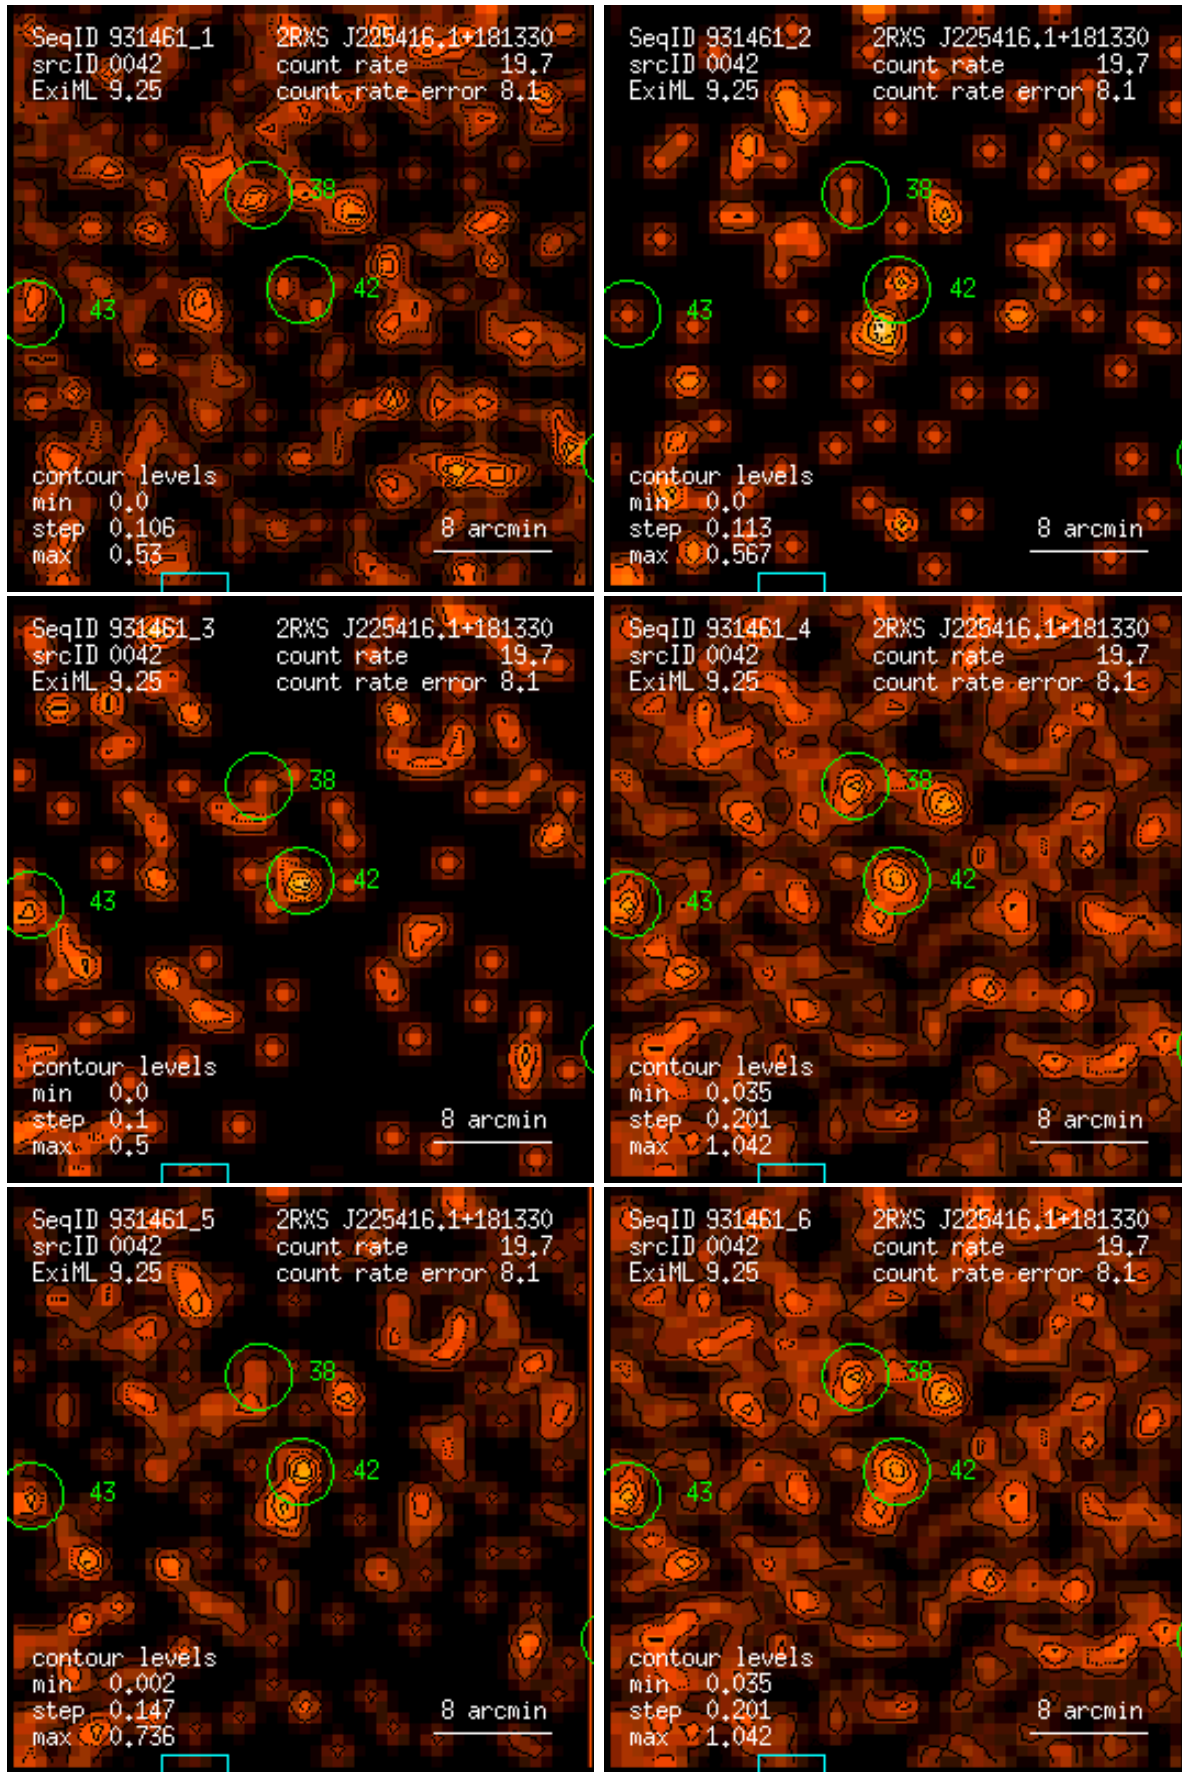 SeqID 931461_1 2RXS J225416.1+181330
srcID 0042 count rate 19.7
ExiML 9.25 count rate error 8.1
38
42
43
contour levels
min 0.0
step 0.106 8 arcmin
max 0.53
SeqID 931461_2 2RXS J225416.1+181330
srcID 0042 count rate 19.7
ExiML 9.25 count rate error 8.1
38
42
43
contour levels
min 0.0
step 0.113 8 arcmin
max 0.567
SeqID 931461_3 2RXS J225416.1+181330
srcID 0042 count rate 19.7
ExiML 9.25 count rate error 8.1
38
42
43
contour levels
min 0.0
step 0.1 8 arcmin
max 0.5
SeqID 931461_4 2RXS J225416.1+181330
srcID 0042 count rate 19.7
ExiML 9.25 count rate error 8.1
38
42
43
contour levels
min 0.035
step 0.201 8 arcmin
max 1.042
SeqID 931461_5 2RXS J225416.1+181330
srcID 0042 count rate 19.7
ExiML 9.25 count rate error 8.1
38
42
43
contour levels
min 0.002
step 0.147 8 arcmin
max 0.736
SeqID 931461_6 2RXS J225416.1+181330
srcID 0042 count rate 19.7
ExiML 9.25 count rate error 8.1
38
42
43
contour levels
min 0.035
step 0.201 8 arcmin
max 1.042